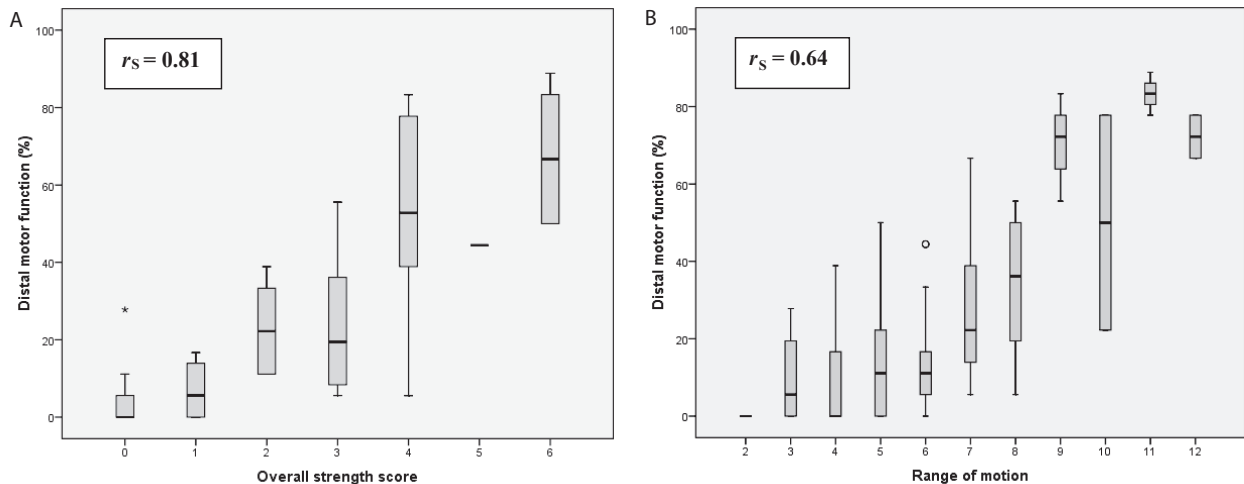 A
rS = 0.81
Distal motor function (%)
100
80
60
40
20
0
0 1 2 3 4 5 6
Overall strength score
*
B
rS = 0.64
Distal motor function (%)
100
80
60
40
20
0
2 3 4 5 6 7 8 9 10 11 12
Range of motion